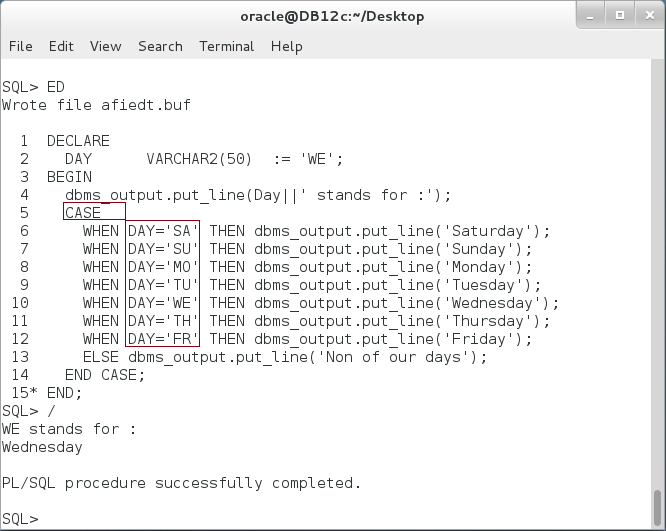 oracle@DB12c:~/Desktop
File Edit View Search Terminal Help
SQL> ED
Wrote file afiedt.buf
1 DECLARE
2 DAY VARCHAR2(50) := 'WE';
3 BEGIN
4 dbms_output.put_line(Day||' stands for :');
5 CASE
6 WHEN DAY='SA' THEN dbms_output.put_line('Saturday');
7 WHEN DAY='SU' THEN dbms_output.put_line('Sunday');
8 WHEN DAY='MO' THEN dbms_output.put_line('Monday');
9 WHEN DAY='TU' THEN dbms_output.put_line('Tuesday');
10 WHEN DAY='WE' THEN dbms_output.put_line('Wednesday');
11 WHEN DAY='TH' THEN dbms_output.put_line('Thursday');
12 WHEN DAY='FR' THEN dbms_output.put_line('Friday');
13 ELSE dbms_output.put_line('Non of our days');
14 END CASE;
15* END;
SQL> /
WE stands for :
Wednesday
PL/SQL procedure successfully completed.
SQL>